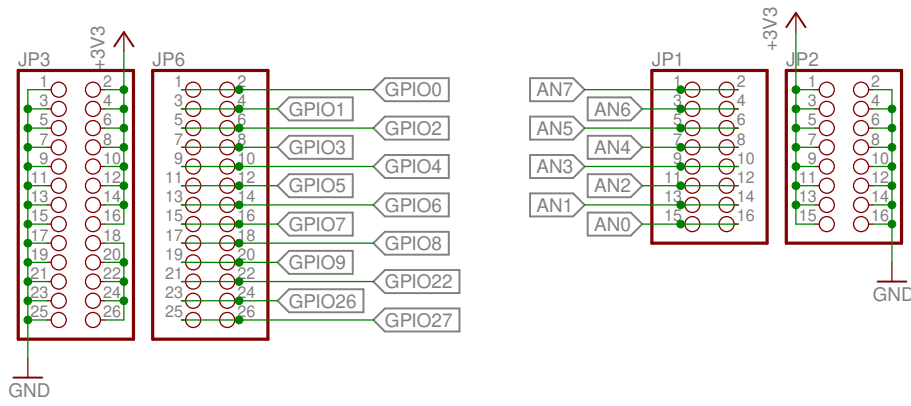 +3V3
+3V3
JP3
JP6
JP1
JP2
1 2 1 2 GPIO0 AN7 1 2 1 2
3 4 3 4 GPIO1 AN6 3 4 3 4
5 6 5 6 GPIO2 AN5 5 6 5 6
7 8 7 8 GPIO3 AN4 7 8 7 8
9 10 9 10 GPIO4 AN3 9 10 9 10
11 12 11 12 GPIO5 AN2 11 12 11 12
13 14 13 14 GPIO6 AN1 13 14 13 14
15 16 15 16 GPIO7 AN0 15 16 15 16
17 18 17 18 GPIO8
19 20 19 20 GPIO9
21 22 21 22 GPIO22
23 24 23 24 GPIO26
25 26 25 26 GPIO27
GND
GND